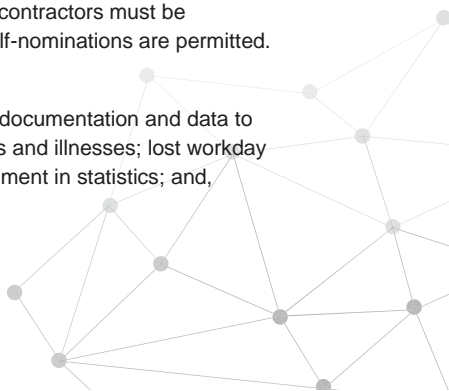 contractors must be
lf-nominations are permitted.
documentation and data to
s and illnesses; lost workday
ment in statistics; and,